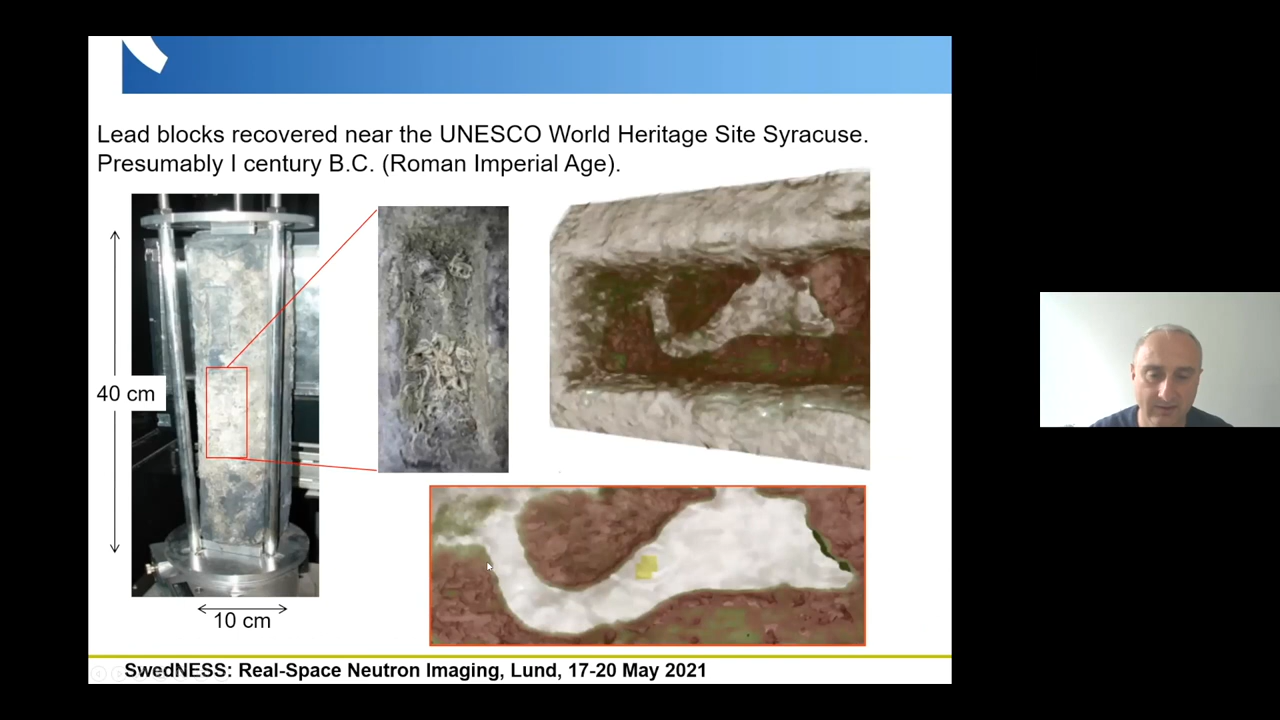 Lead blocks recovered near the UNESCO World Heritage Site Syracuse.
Presumably I century B.C. (Roman Imperial Age).
40 cm
10 cm
SwedNESS: Real-Space Neutron Imaging, Lund, 17-20 May 2021